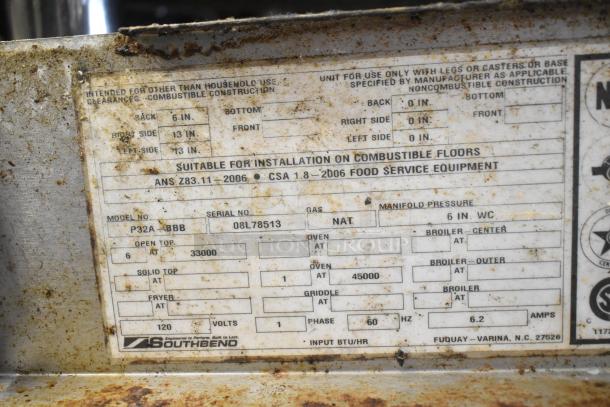 INTENDED FOR OTHER THAN HOUSEHOLD USE
CLEARANCES - COMBUSTIBLE CONSTRUCTION
BACK 6 IN. BOTTOM
RIGHT SIDE 13 IN FRONT
LEFT SIDE 13 IN.
UNIT FOR USE ONLY WITH LEGS OR CASTERS OR BASE
SPECIFIED BY MANUFACTURER AS APPLICABLE
NONCOMBUSTIBLE CONSTRUCTION
BACK 0 IN. BOTTOM
RIGHT SIDE 0 IN. FRONT
LEFT SIDE 0 IN.
SUITABLE FOR INSTALLATION ON COMBUSTIBLE FLOORS
ANS Z83.11-2006 • CSA 1.8-2006 FOOD SERVICE EQUIPMENT
MODEL NO P32A-BBB SERIAL NO 08L78513 GAS NAT MANIFOLD PRESSURE 6 IN WC
OPEN TOP 6 AT 33000 OVEN AT BROILER-CENTER AT
SOLID TOP AT 1 OVEN AT 45000 BROILER-OUTER AT
FRYER AT GRIDDLE AT BROILER AT
120 VOLTS 1 PHASE 60 HZ 6.2 AMPS
SOUTHBEND INPUT BTU/HR FUQUAY-VARINA, N.C. 27526